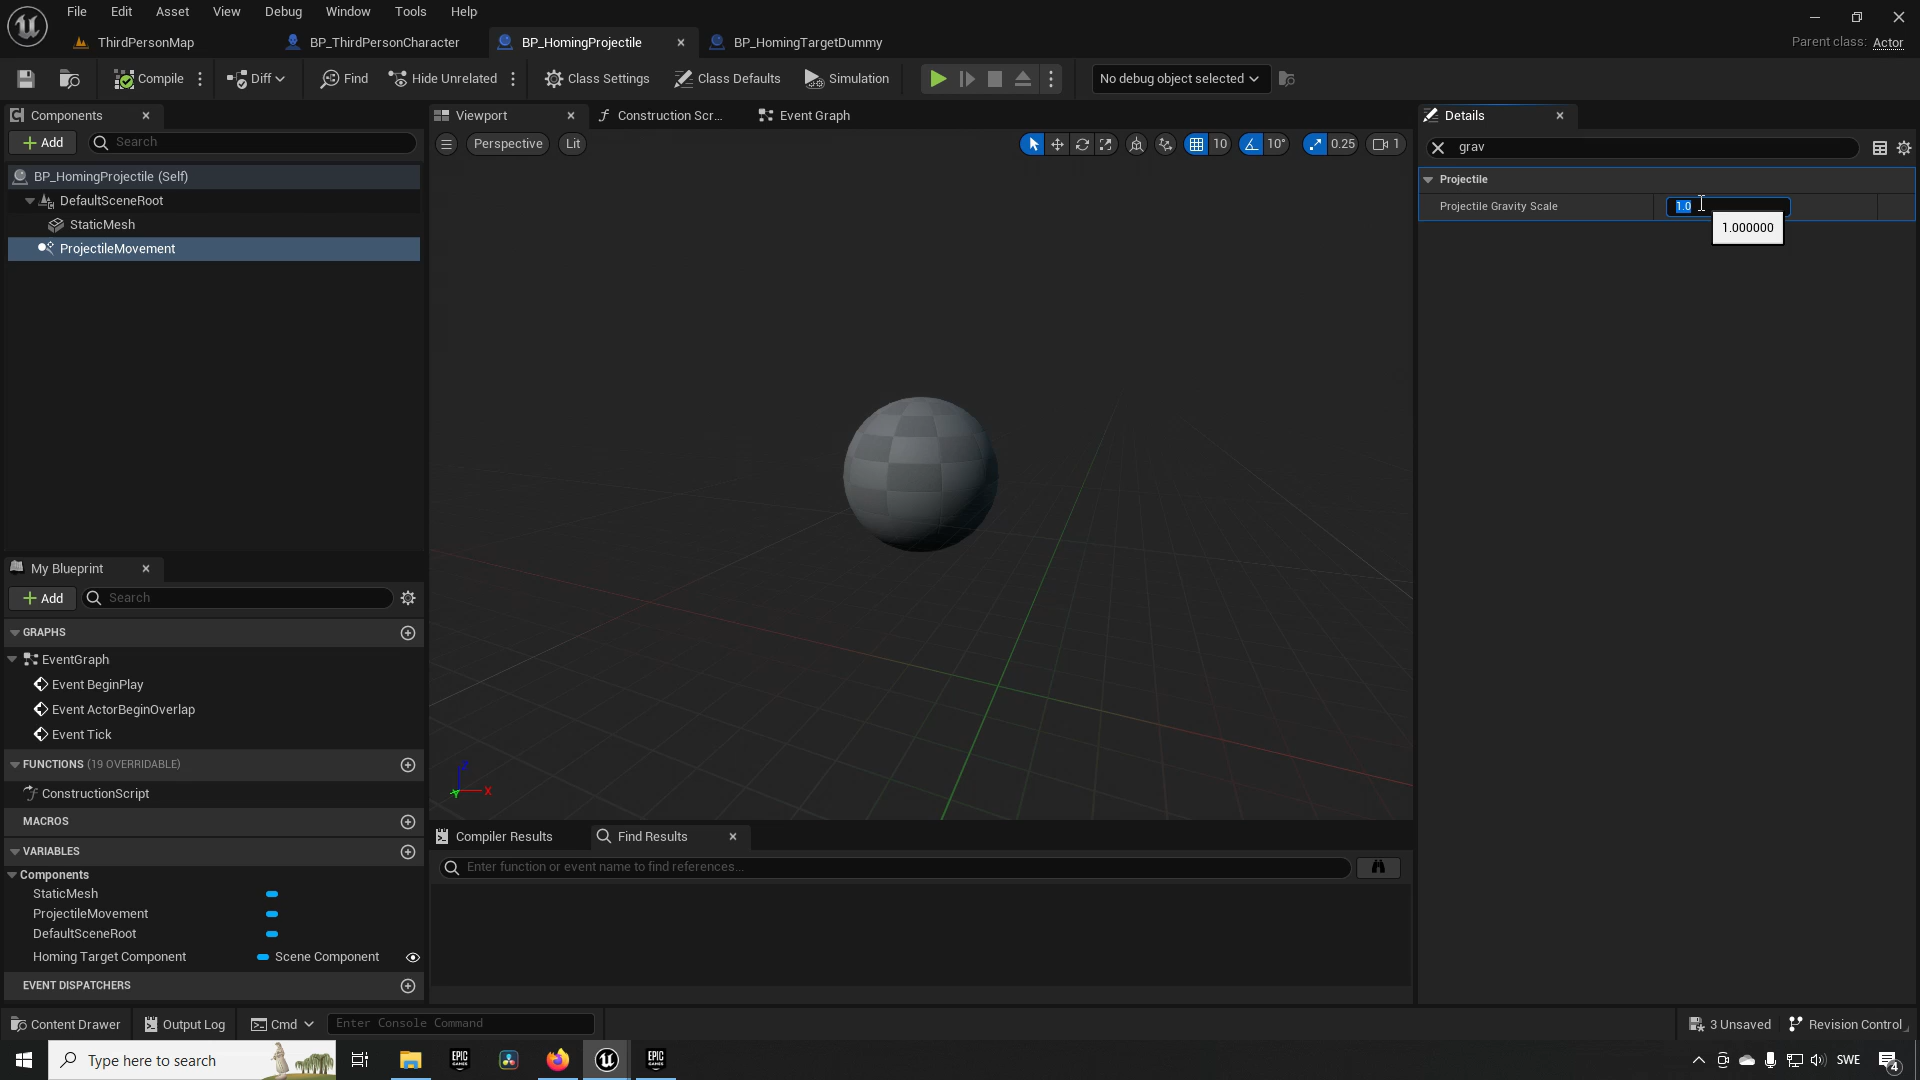 File Edit View Asset Debug Window Tools Help
ThirdPersonMap
BP_ThirdPersonCharacter
BP_HomingProjectile
BP_HomingTargetDummy
Parent class: Actor
Compile
Diff
Find
Hide Unrelated
Class Settings
Class Defaults
Simulation
No debug object selected
Components
Add
Search
BP_HomingProjectile (Self)
DefaultSceneRoot
StaticMesh
ProjectileMovement
My Blueprint
Add
Search
GRAPHS
EventGraph
Event BeginPlay
Event ActorBeginOverlap
Event Tick
FUNCTIONS (19 OVERRIDABLE)
ConstructionScript
MACROS
VARIABLES
Components
StaticMesh
ProjectileMovement
DefaultSceneRoot
Homing Target Component Scene Component
EVENT DISPATCHERS
Viewport
Construction Scr...
Event Graph
Perspective
Lit
10
10°
0.25
1
Z
Y
X
Compiler Results
Find Results
Enter function or event name to find references...
Details
grav
Projectile
Projectile Gravity Scale
1.0
1.000000
Content Drawer
Output Log
Cmd
Enter Console Command
3 Unsaved
Revision Control
Type here to search
EPIC GAMES
EPIC GAMES
SWE
4